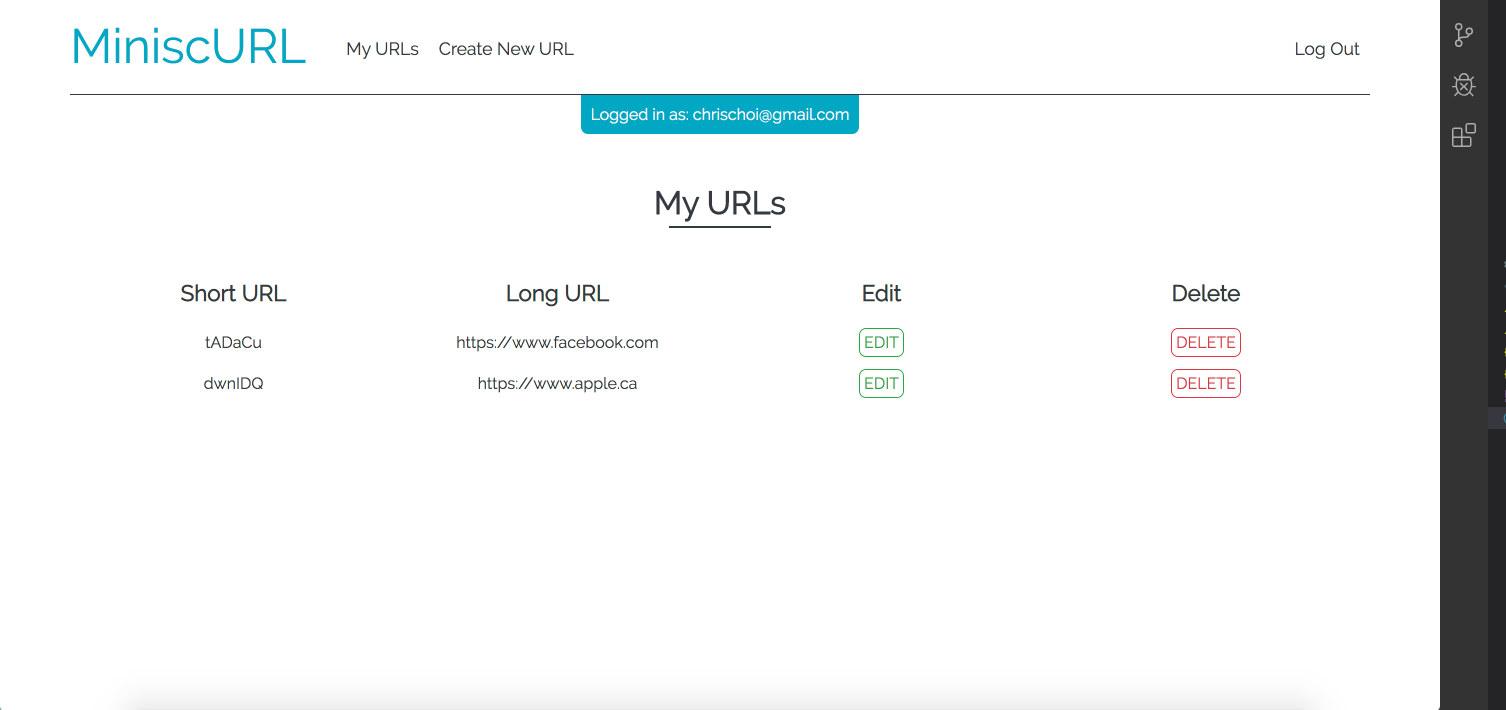 MiniscURL My URLs Create New URL Log Out
Logged in as: chrischoi@gmail.com
My URLs
Short URL Long URL Edit Delete
tADaCu https://www.facebook.com EDIT DELETE
dwnIDQ https://www.apple.ca EDIT DELETE